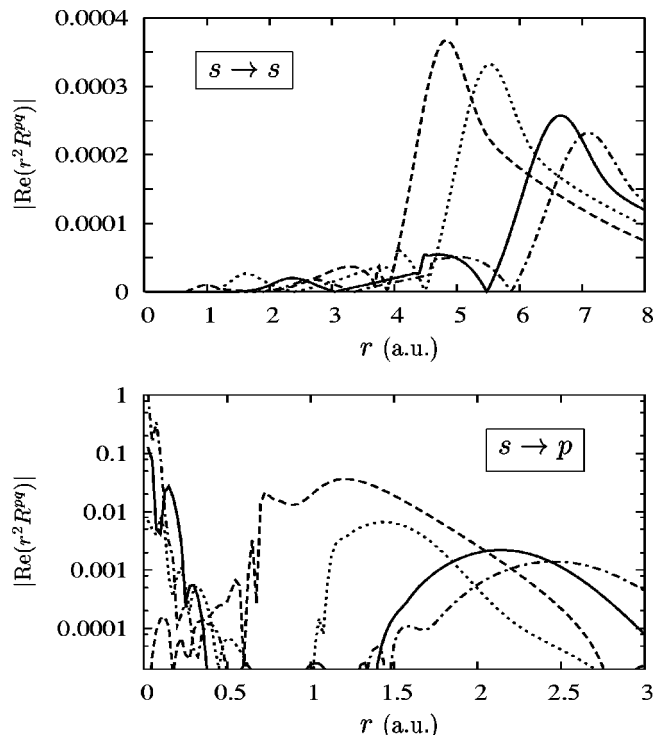 0.0004
s → s
0.0003
0.0002
0.0001
0
|Re(r²R^{pq})|
0 1 2 3 4 5 6 7 8
r (a.u.)
1
s → p
0.1
0.01
0.001
0.0001
|Re(r²R^{pq})|
0 0.5 1 1.5 2 2.5 3
r (a.u.)